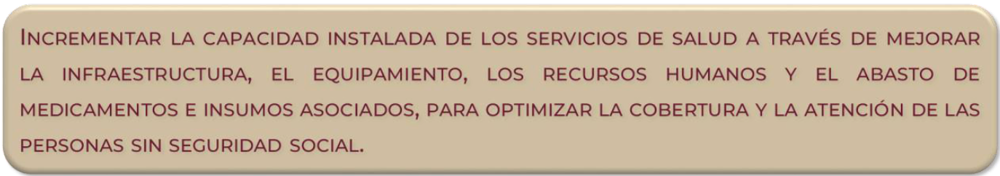 Incrementar la capacidad instalada de los servicios de salud a través de mejorar
la infraestructura, el equipamiento, los recursos humanos y el abasto de
medicamentos e insumos asociados, para optimizar la cobertura y la atención de las
personas sin seguridad social.